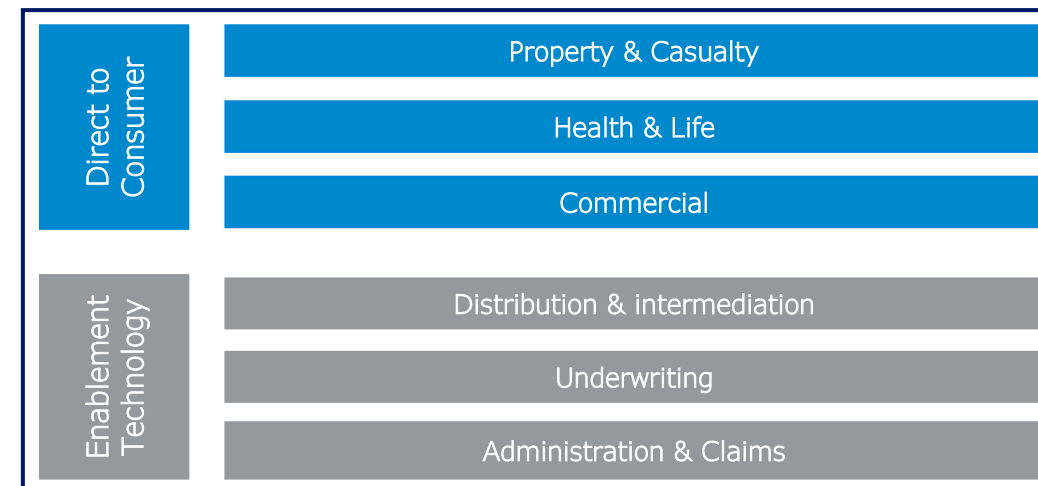 Direct to
Consumer
Property & Casualty
Health & Life
Commercial
Enablement
Technology
Distribution & intermediation
Underwriting
Administration & Claims